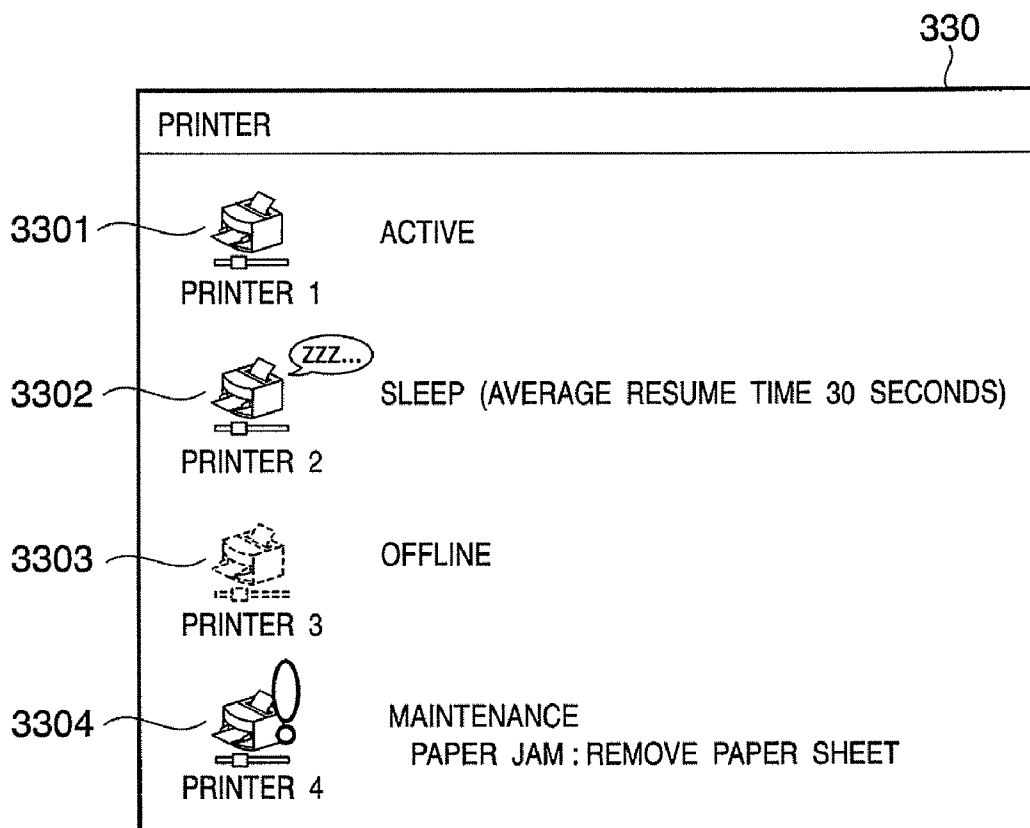 330
PRINTER
3301
ACTIVE
PRINTER 1
ZZZ...
3302
SLEEP (AVERAGE RESUME TIME 30 SECONDS)
PRINTER 2
3303
OFFLINE
PRINTER 3
3304
MAINTENANCE
PAPER JAM : REMOVE PAPER SHEET
PRINTER 4